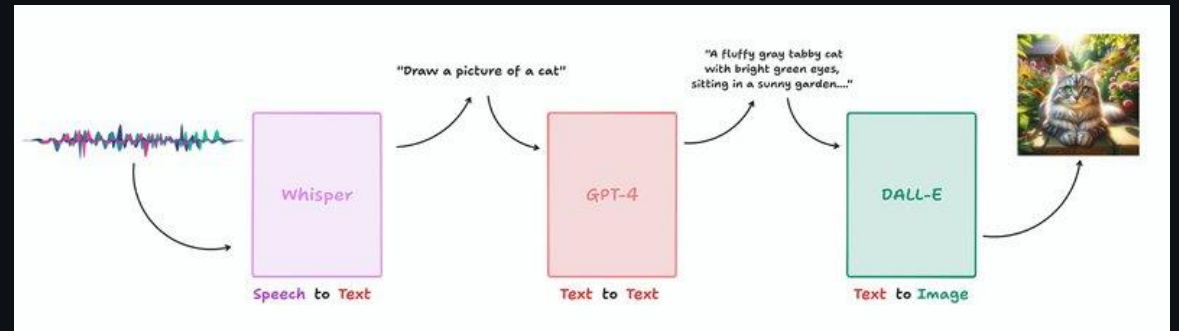 "Draw a picture of a cat"
"A fluffy gray tabby cat
with bright green eyes,
sitting in a sunny garden...."
Whisper
GPT-4
DALL-E
Speech to Text
Text to Text
Text to Image